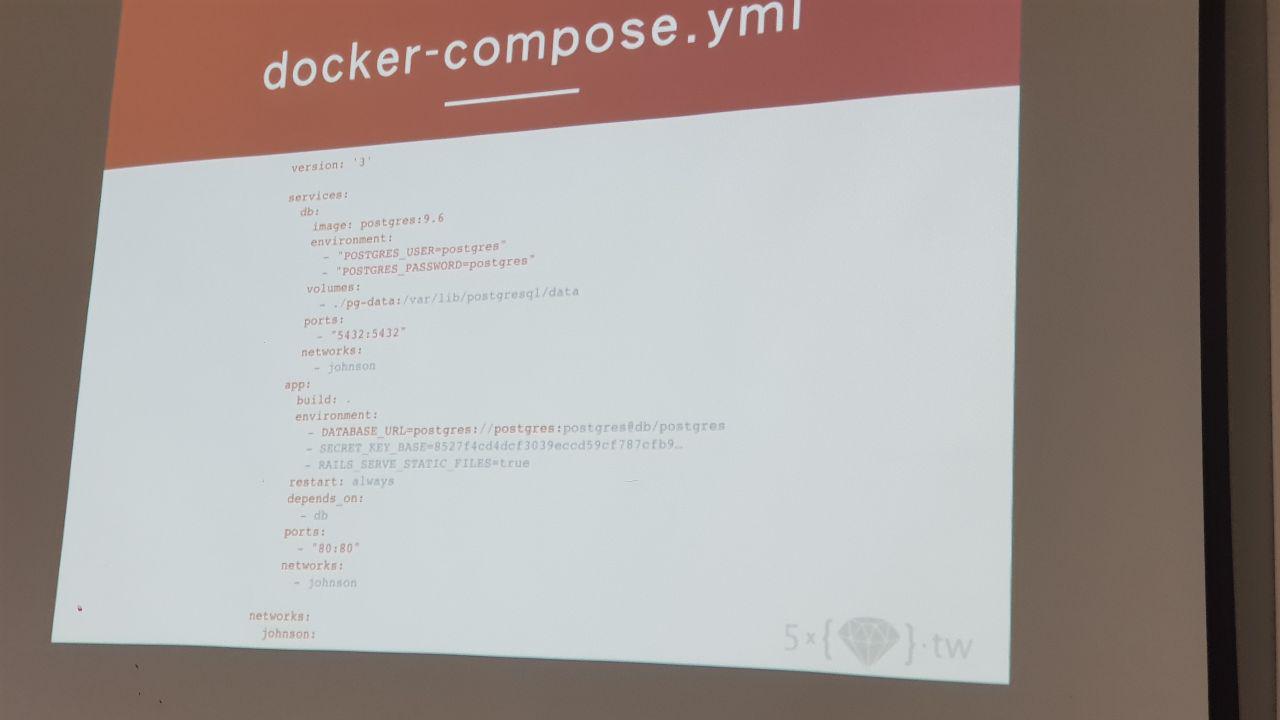 docker-compose.yml
version: '3'
services:
  db:
    image: postgres:9.6
    environment:
      - "POSTGRES_USER=postgres"
      - "POSTGRES_PASSWORD=postgres"
    volumes:
      - ./pg-data:/var/lib/postgresql/data
    ports:
      - "5432:5432"
    networks:
      - johnson
  app:
    build: .
    environment:
      - DATABASE_URL=postgres://postgres:postgres@db/postgres
      - SECRET_KEY_BASE=8527f4cd4dcf3039eccd59cf787cfb9…
      - RAILS_SERVE_STATIC_FILES=true
    restart: always
    depends_on:
      - db
    ports:
      - "80:80"
    networks:
      - johnson
networks:
  johnson:
5×{}.tw